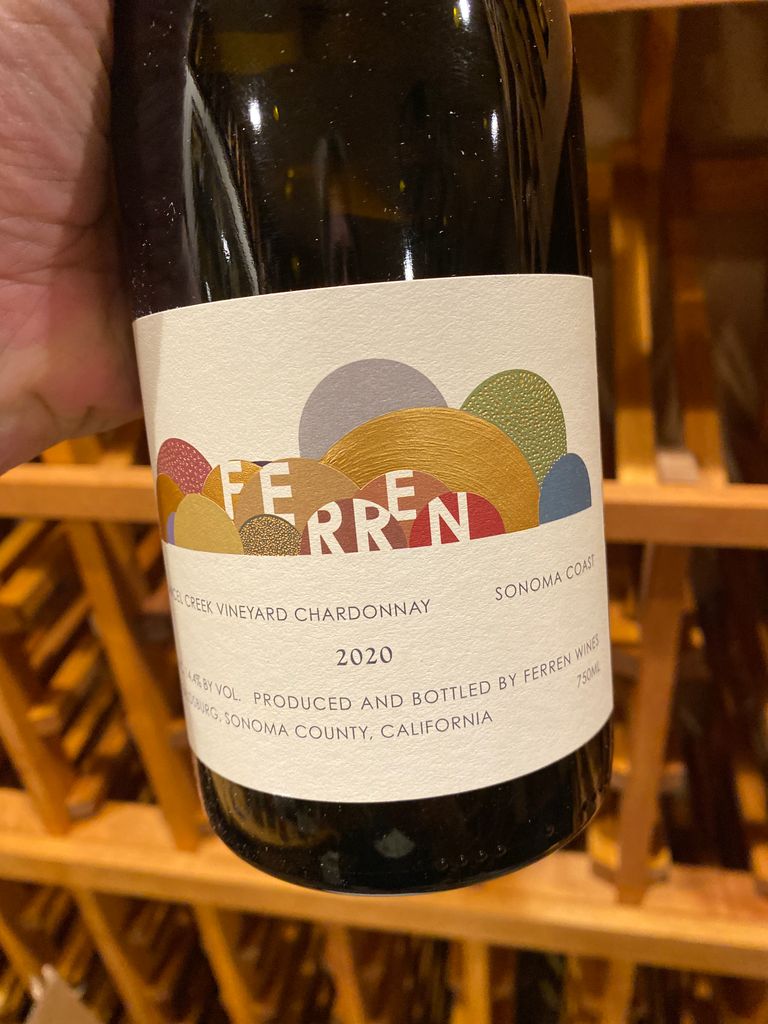 FERREN
CREEK VINEYARD CHARDONNAY
SONOMA COAST
2020
BY VOL. PRODUCED AND BOTTLED BY FERREN WINES
SONOMA COUNTY, CALIFORNIA
750ML